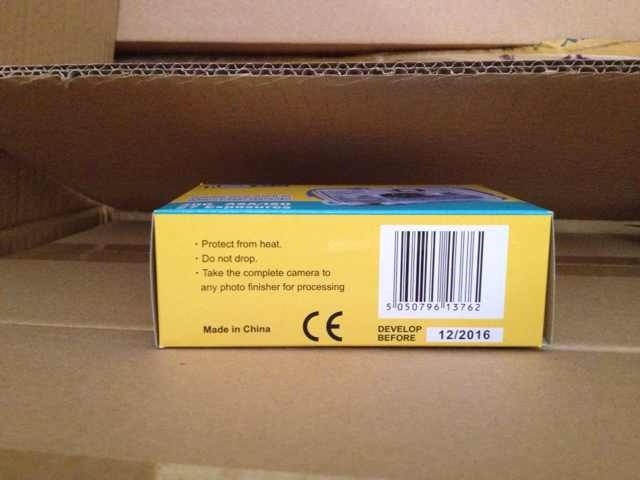 · Protect from heat.
· Do not drop.
· Take the complete camera to
any photo finisher for processing
5 050796 13762
Made in China
CE
DEVELOP
BEFORE
12/2016